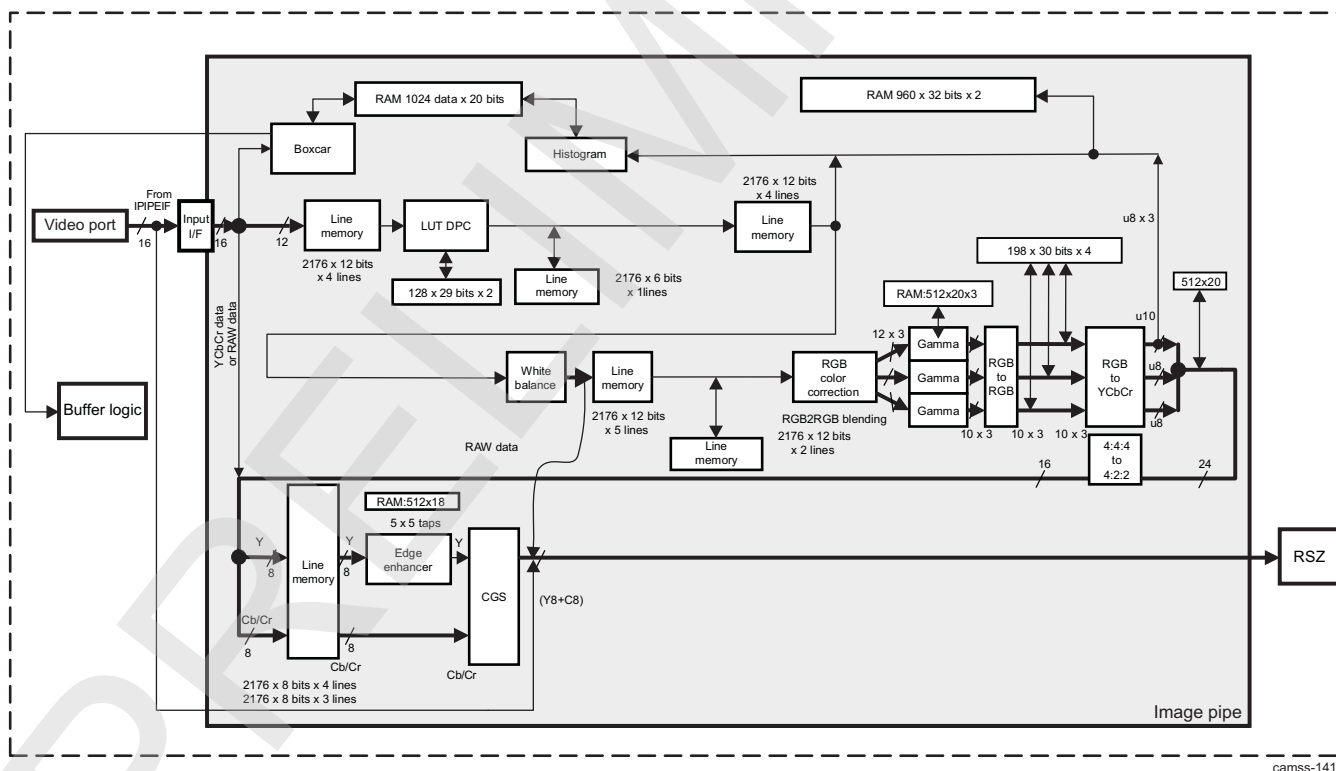 RAM 1024 data x 20 bits
RAM 960 x 32 bits x 2
Boxcar
Histogram
2176 x 12 bits
x 4 lines
From
IPIPEIF
Video port
16
Input
I/F
16
12
Line
memory
LUT DPC
Line
memory
u8 x 3
2176 x 12 bits
x 4 lines
128 x 29 bits x 2
Line
memory
2176 x 6 bits
x 1lines
198 x 30 bits x 4
512x20
RAM:512x20x3
YCbCr data
or RAW data
12 x 3
u10
Gamma
Gamma
Gamma
RGB
to
RGB
RGB
to
YCbCr
u8
u8
White
balance
Line
memory
RGB
color
correction
Buffer logic
2176 x 12 bits
x 5 lines
RGB2RGB blending
2176 x 12 bits
x 2 lines
10 x 3
10 x 3
10 x 3
RAW data
Line
memory
4:4:4
to
4:2:2
16
24
RAM:512x18
5 x 5 taps
Y
8
Line
memory
Y
8
Edge
enhancer
Y
CGS
RSZ
(Y8+C8)
Cb/Cr
8
8
Cb/Cr
Cb/Cr
2176 x 8 bits x 4 lines
2176 x 8 bits x 3 lines
Image pipe
camss-141
PRELIM